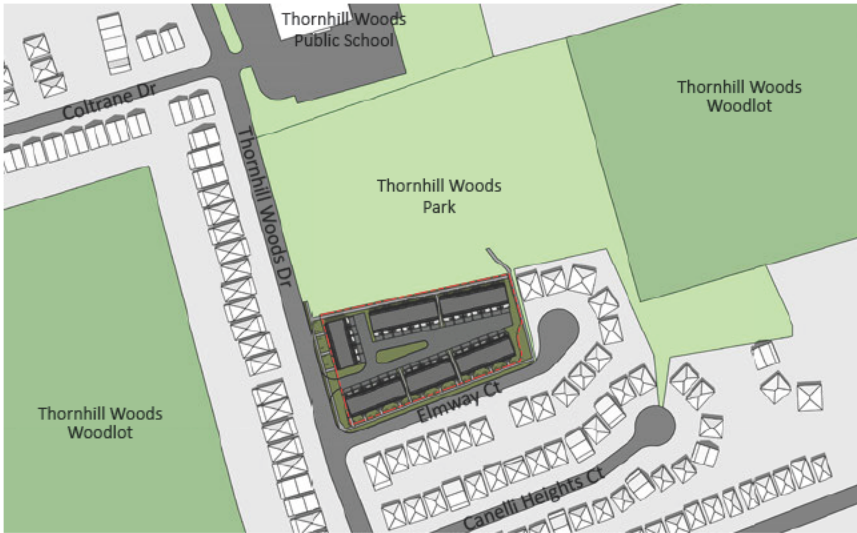 Thornhill Woods
Public School
Coltrane Dr
Thornhill Woods
Woodlot
Thornhill Woods Dr
Thornhill Woods
Park
Thornhill Woods
Woodlot
Elmway Ct
Canelli Heights Ct